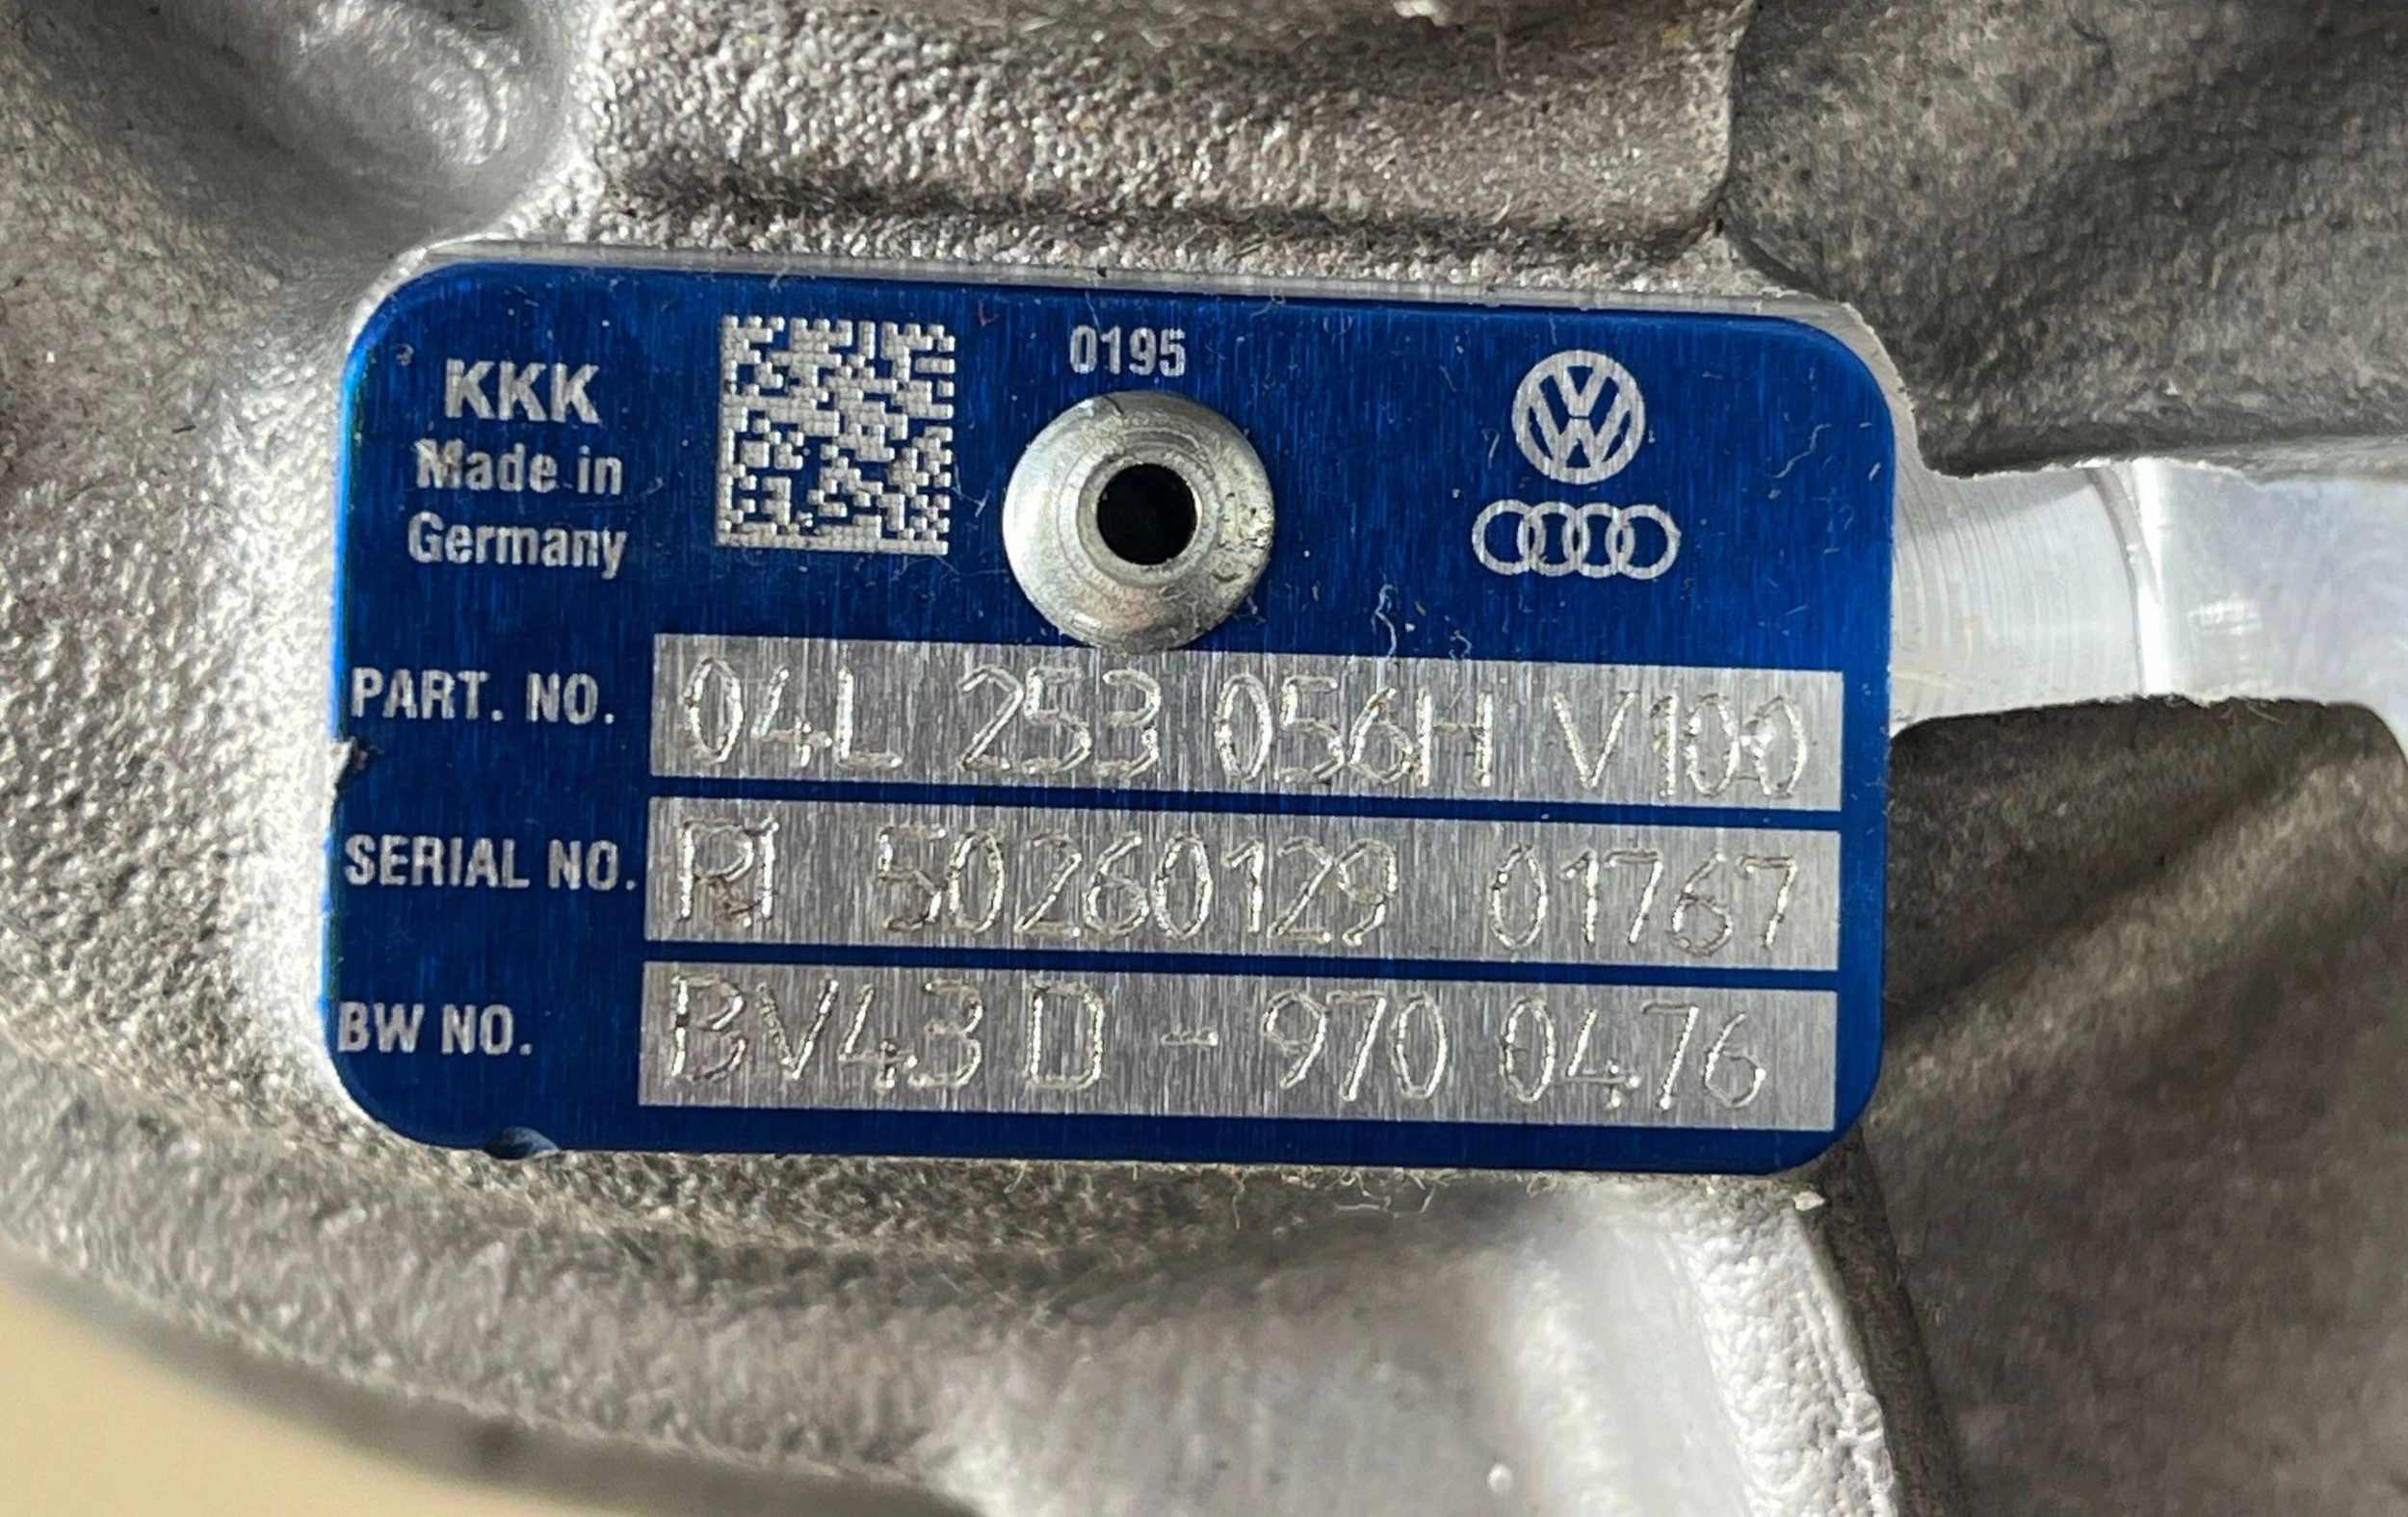 KKK
Made in
Germany
0195
PART. NO. 04L 253 056H V100
SERIAL NO. RI 50260129 01767
BW NO. BV43D - 970 0476